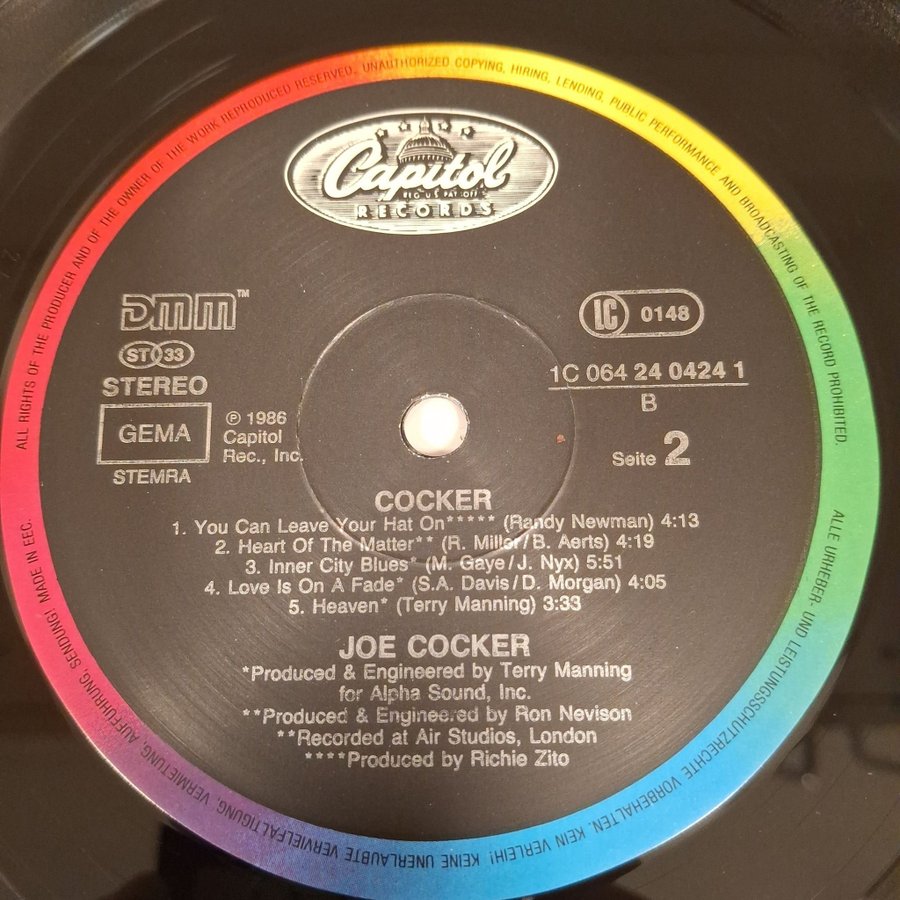 ALL RIGHTS OF THE PRODUCER AND OF THE OWNER OF THE WORK REPRODUCED RESERVED. UNAUTHORIZED COPYING, HIRING, LENDING, PUBLIC PERFORMANCE AND BROADCASTING OF THE RECORD PROHIBITED.
Capitol
REG. U.S. PAT. OFF.
RECORDS
DMM™
ST 33
STEREO
GEMA
STEMRA
℗ 1986
Capitol
Rec., Inc.
IC 0148
1C 064 24 0424 1
B
Seite 2
COCKER
1. You Can Leave Your Hat On***** (Randy Newman) 4:13
2. Heart Of The Matter** (R. Miller/B. Aerts) 4:19
3. Inner City Blues* (M. Gaye/J. Nyx) 5:51
4. Love Is On A Fade* (S.A. Davis/D. Morgan) 4:05
5. Heaven* (Terry Manning) 3:33
JOE COCKER
*Produced & Engineered by Terry Manning
for Alpha Sound, Inc.
**Produced & Engineered by Ron Nevison
**Recorded at Air Studios, London
****Produced by Richie Zito
ALLE URHEBER- UND LEISTUNGSSCHUTZRECHTE VORBEHALTEN. KEIN VERLEIH! KEINE UNERLAUBTE VERVIELFALTIGUNG, VERMIETUNG, AUFFUHRUNG, SENDUNG! MADE IN EEC.